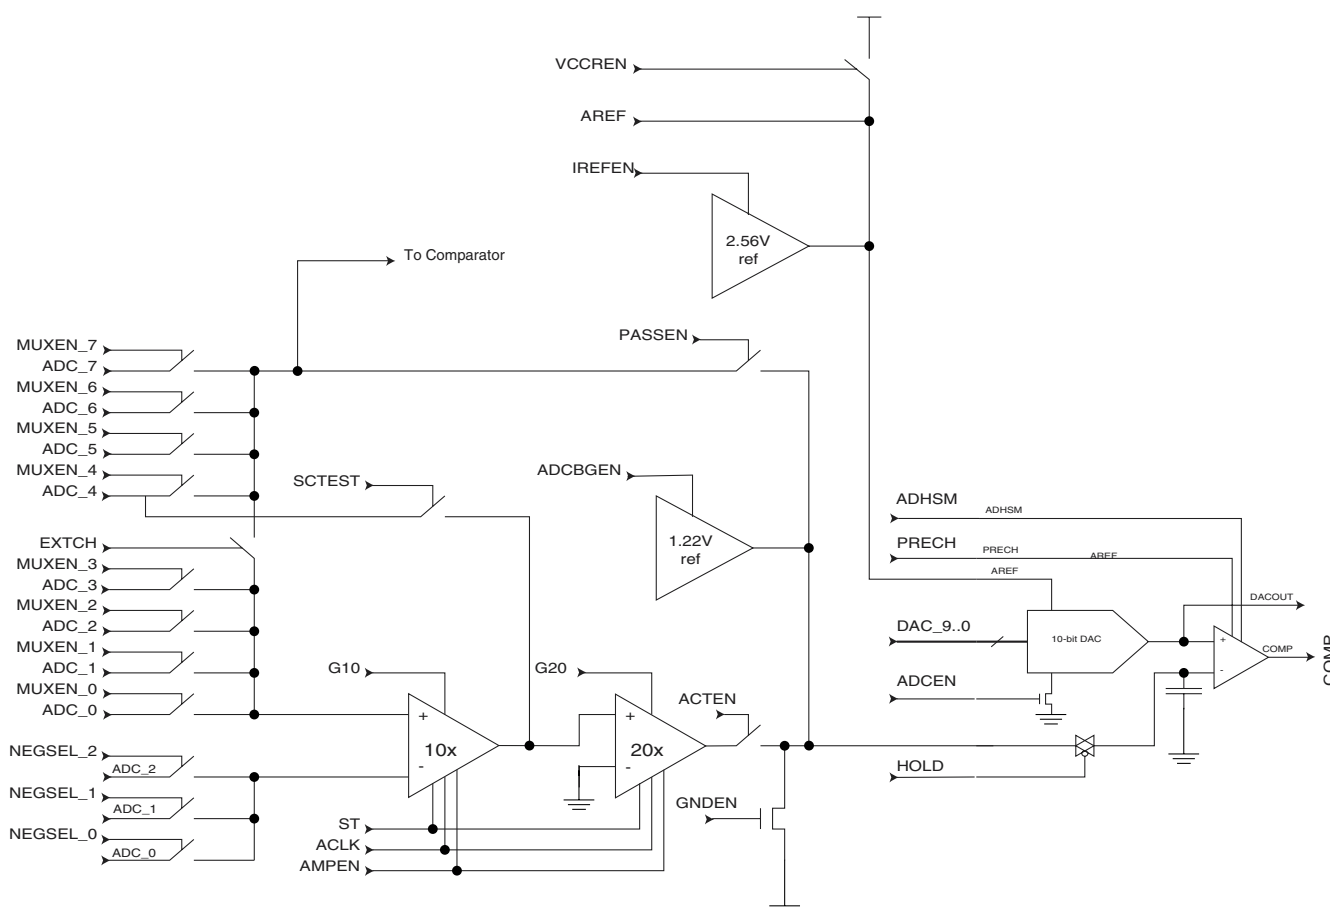 VCCREN
AREF
IREFEN
2.56V
ref
To Comparator
PASSEN
MUXEN_7
ADC_7
MUXEN_6
ADC_6
MUXEN_5
ADC_5
MUXEN_4
ADC_4
SCTEST
ADCBGEN
1.22V
ref
EXTCH
MUXEN_3
ADC_3
MUXEN_2
ADC_2
MUXEN_1
ADC_1
MUXEN_0
ADC_0
NEGSEL_2
ADC_2
NEGSEL_1
ADC_1
NEGSEL_0
ADC_0
G10
+
10x
-
G20
+
20x
-
ACTEN
ST
ACLK
AMPEN
GNDEN
ADHSM
ADHSM
PRECH
PRECH
AREF
AREF
DACOUT
DAC_9..0
10-bit DAC
+
-
COMP
COMP
ADCEN
HOLD